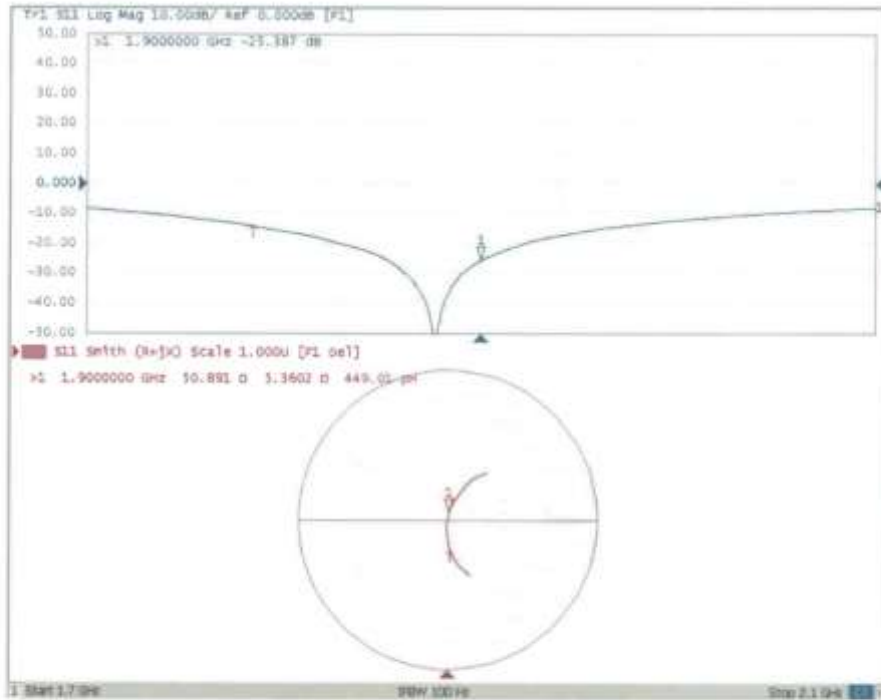 Tr1 S11 Log Mag 10.00dB/ Ref 0.000dB [F1]
50.00
>1 1.9000000 GHz -25.387 dB
40.00
30.00
20.00
10.00
0.000
-10.00
-20.00
-30.00
-40.00
-50.00
S11 Smith (R+jX) Scale 1.000U [F1 Del]
>1 1.9000000 GHz 50.891 Ω 5.3602 Ω 449.01 pH
1 Start 1.7 GHz IFBW 100 Hz Stop 2.1 GHz